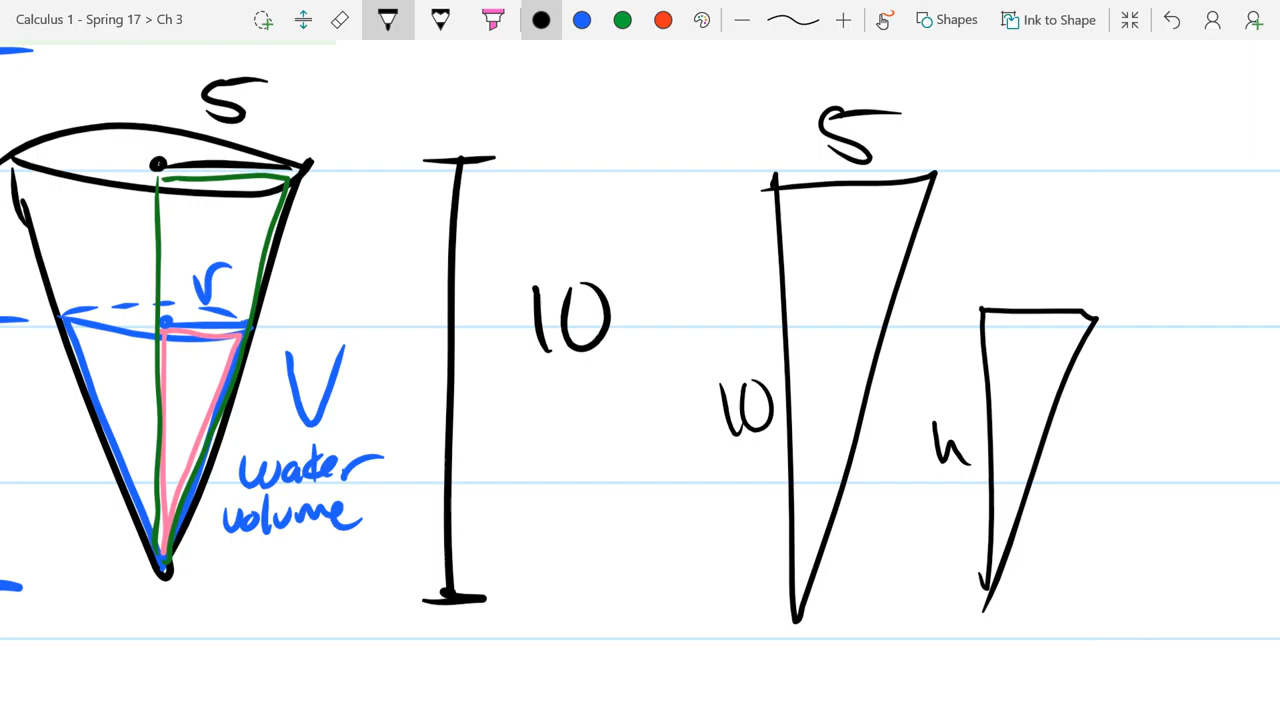 Calculus 1 - Spring 17 > Ch 3
Shapes
Ink to Shape
5
5
r
10
V
10
h
water
volume